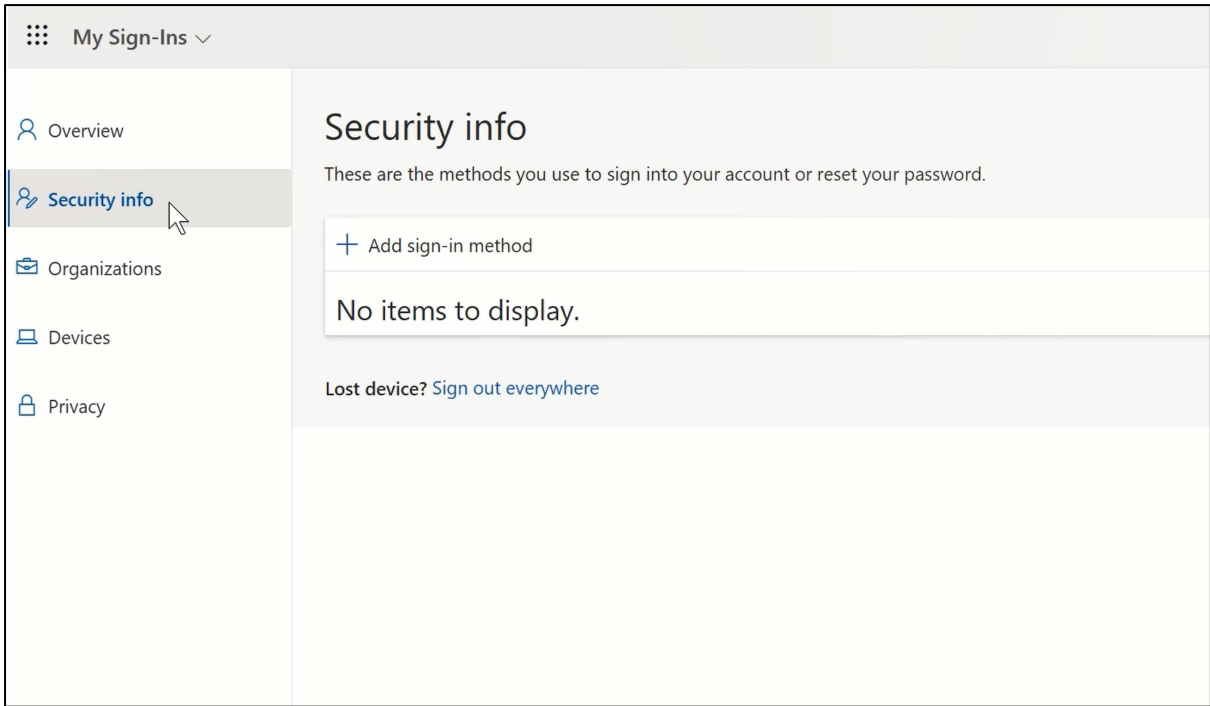 My Sign-Ins
Overview
Security info
Organizations
Devices
Privacy
Security info
These are the methods you use to sign into your account or reset your password.
Add sign-in method
No items to display.
Lost device? Sign out everywhere